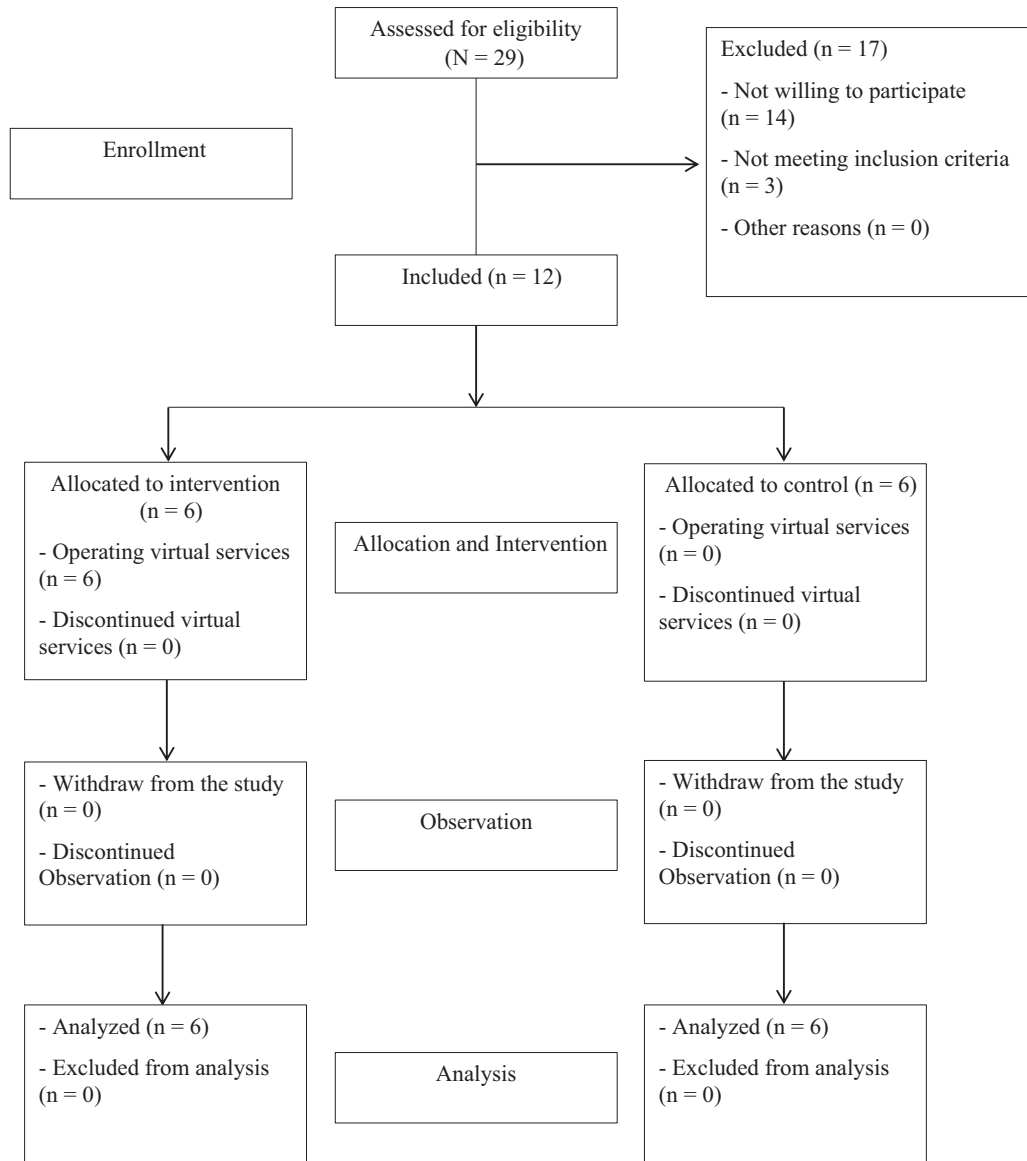 Assessed for eligibility
(N = 29)
Excluded (n = 17)
- Not willing to participate
(n = 14)
- Not meeting inclusion criteria
(n = 3)
- Other reasons (n = 0)
Enrollment
Included (n = 12)
Allocated to intervention
(n = 6)
- Operating virtual services
(n = 6)
- Discontinued virtual
services (n = 0)
Allocation and Intervention
Allocated to control (n = 6)
- Operating virtual services
(n = 0)
- Discontinued virtual
services (n = 0)
- Withdraw from the study
(n = 0)
- Discontinued
Observation (n = 0)
Observation
- Withdraw from the study
(n = 0)
- Discontinued
Observation (n = 0)
- Analyzed (n = 6)
- Excluded from analysis
(n = 0)
Analysis
- Analyzed (n = 6)
- Excluded from analysis
(n = 0)